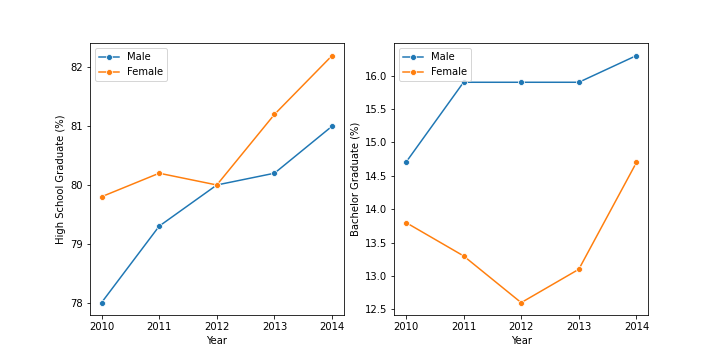 Male
Female
High School Graduate (%)
82
81
80
79
78
2010 2011 2012 2013 2014
Year
Male
Female
Bachelor Graduate (%)
16.0
15.5
15.0
14.5
14.0
13.5
13.0
12.5
2010 2011 2012 2013 2014
Year